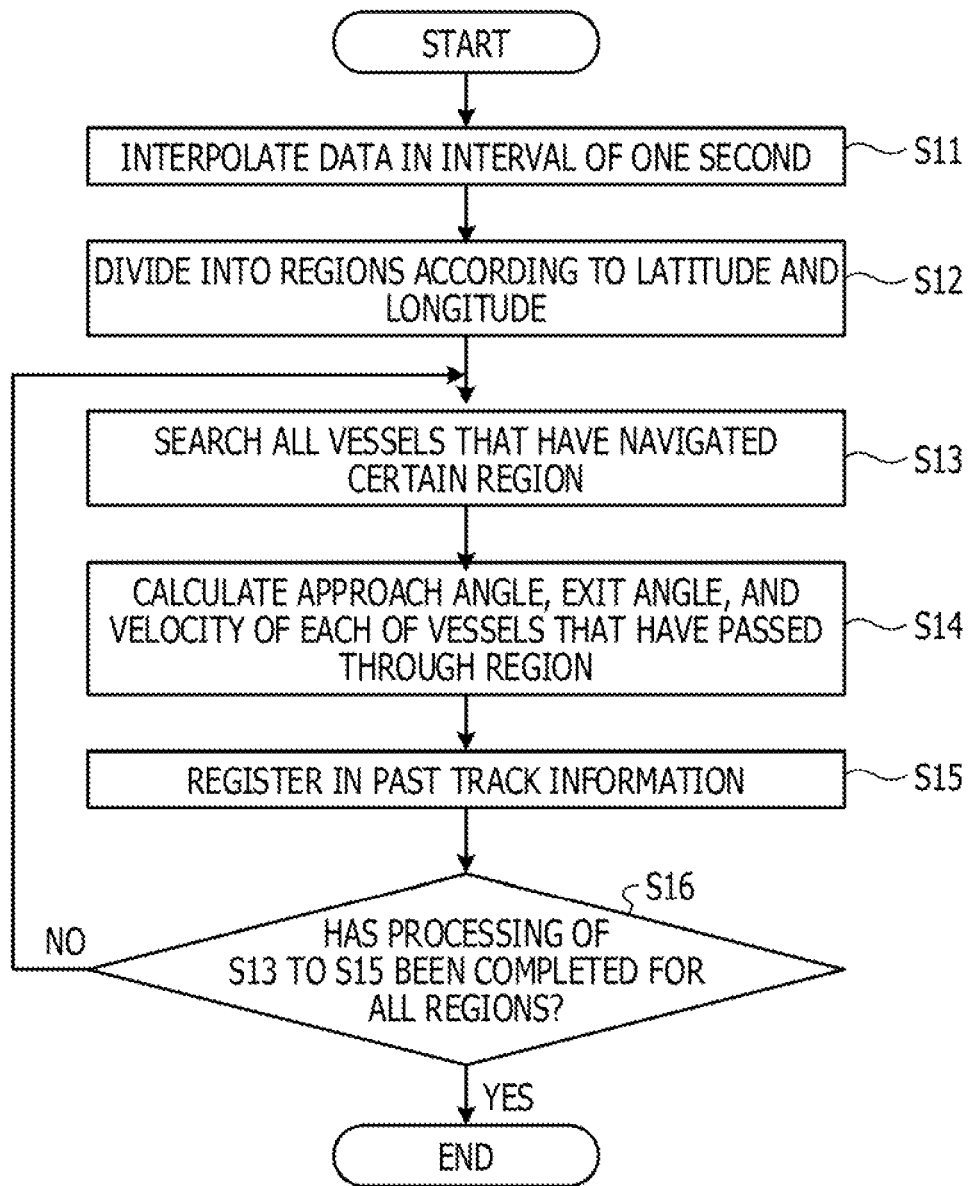 START
INTERPOLATE DATA IN INTERVAL OF ONE SECOND
S11
DIVIDE INTO REGIONS ACCORDING TO LATITUDE AND
LONGITUDE
S12
SEARCH ALL VESSELS THAT HAVE NAVIGATED
CERTAIN REGION
S13
CALCULATE APPROACH ANGLE, EXIT ANGLE, AND
VELOCITY OF EACH OF VESSELS THAT HAVE PASSED
THROUGH REGION
S14
REGISTER IN PAST TRACK INFORMATION
S15
S16
HAS PROCESSING OF
S13 TO S15 BEEN COMPLETED FOR
ALL REGIONS?
NO
YES
END